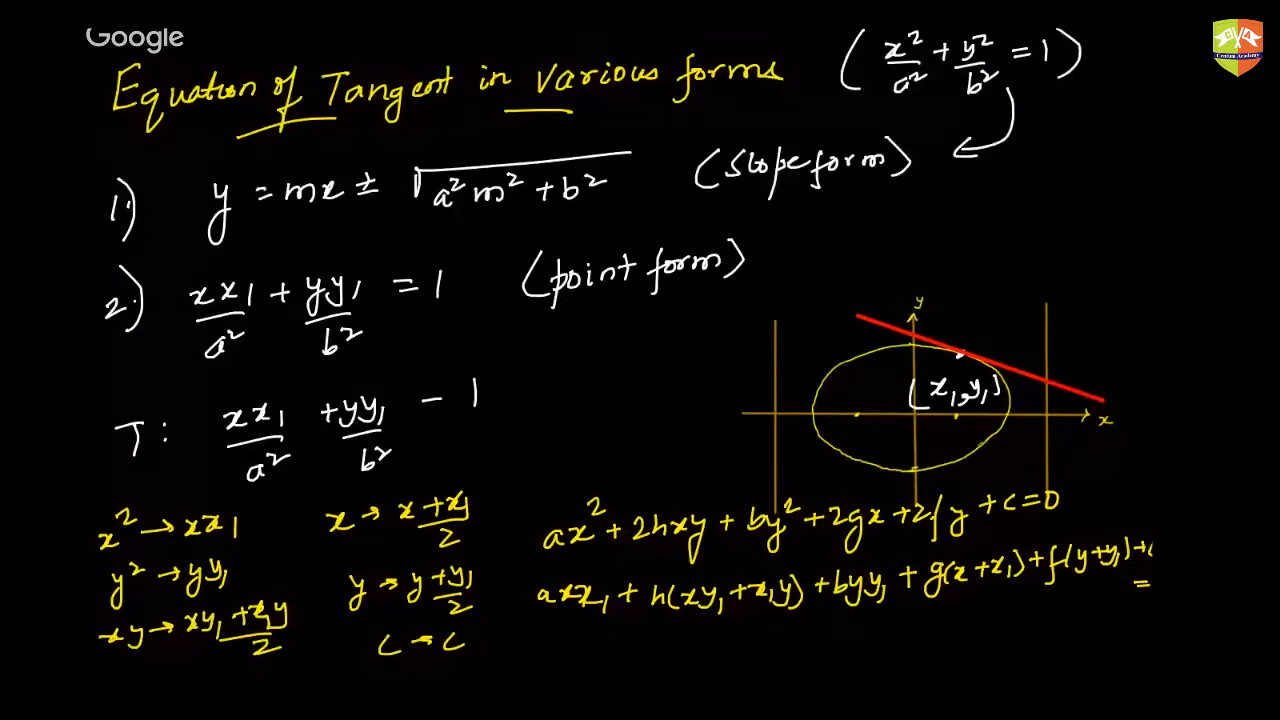 Google
Equation of Tangent in various forms (x²/a² + y²/b² = 1)
1.) y = mx ± √(a²m² + b²) (slope form)
2.) xx₁/a² + yy₁/b² = 1 (point form)
T: xx₁/a² + yy₁/b² - 1
y
(x₁, y₁)
x
x² → xx₁ x → (x + x₁)/2
y² → yy₁ y → (y + y₁)/2
xy → (xy₁ + x₁y)/2 c → c
ax² + 2hxy + by² + 2gx + 2fy + c = 0
axx₁ + h(xy₁ + x₁y) + byy₁ + g(x + x₁) + f(y + y₁) + c
=
Centum Academy